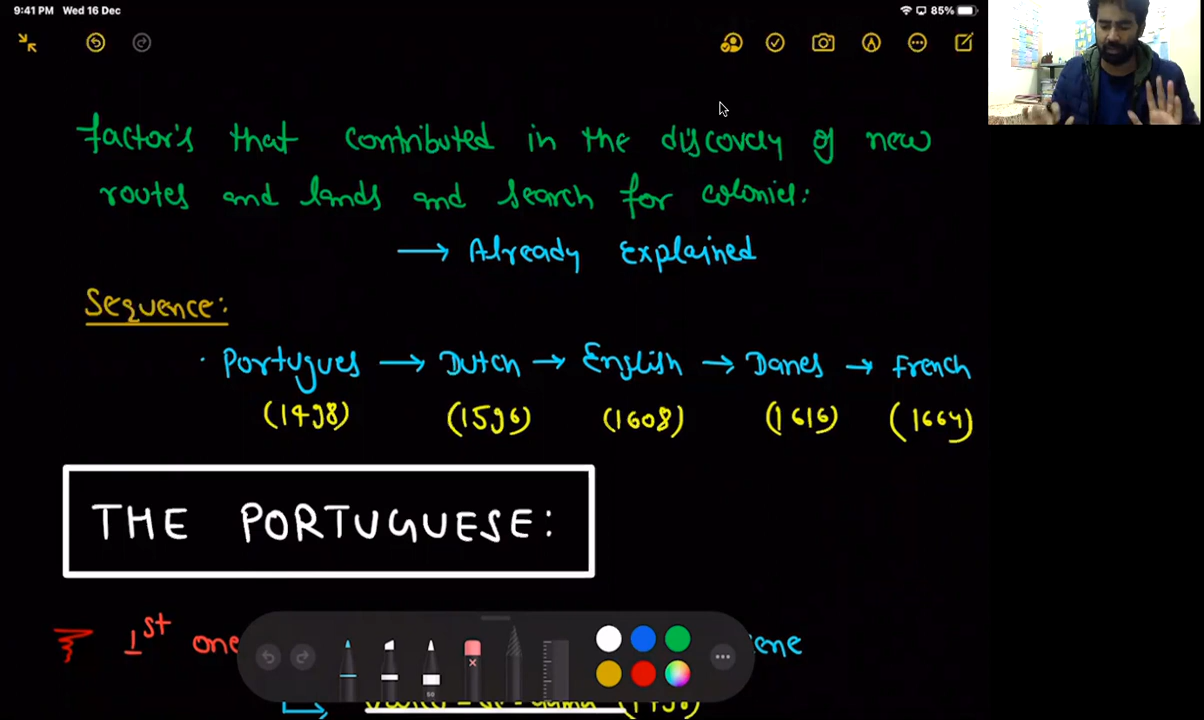 9:41 PM Wed 16 Dec 85%
factor's that contributed in the discovery of new
routes and lands and search for colonies:
→ Already Explained
Sequence:
· Portugues → Dutch → English → Danes → French
(1498) (1596) (1608) (1616) (1664)
THE PORTUGUESE:
1st one
50